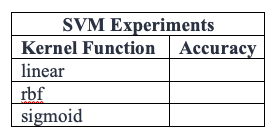 SVM Experiments
Kernel Function Accuracy
linear
rbf
sigmoid